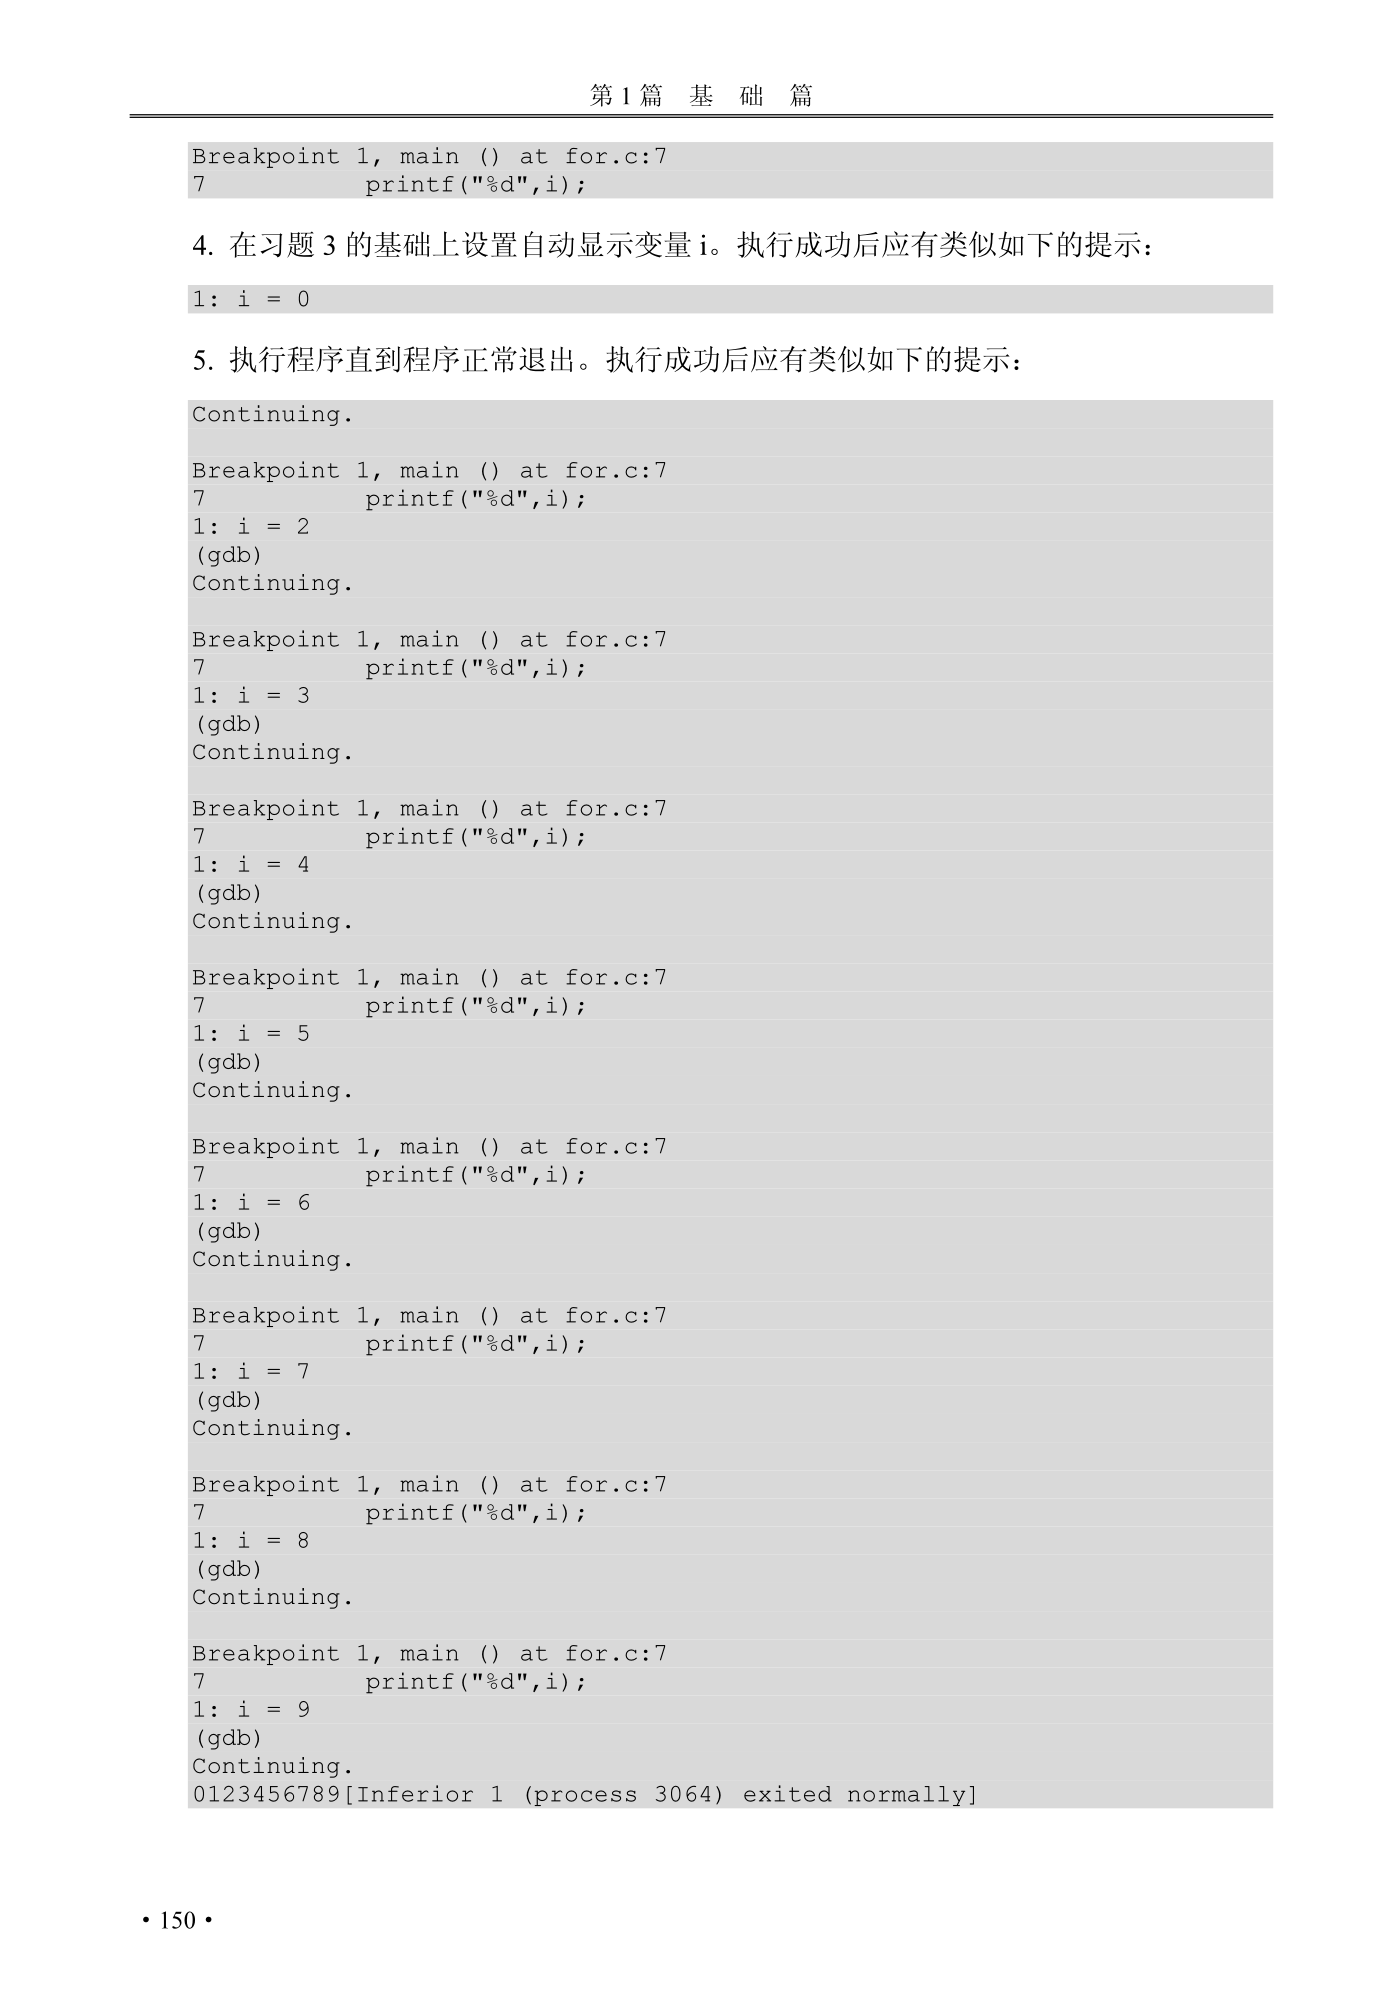 第 1 篇 基 础 篇
Breakpoint 1, main () at for.c:7
7           printf("%d",i);
4. 在习题 3 的基础上设置自动显示变量 i。执行成功后应有类似如下的提示：
1: i = 0
5. 执行程序直到程序正常退出。执行成功后应有类似如下的提示：
Continuing.
Breakpoint 1, main () at for.c:7
7           printf("%d",i);
1: i = 2
(gdb)
Continuing.
Breakpoint 1, main () at for.c:7
7           printf("%d",i);
1: i = 3
(gdb)
Continuing.
Breakpoint 1, main () at for.c:7
7           printf("%d",i);
1: i = 4
(gdb)
Continuing.
Breakpoint 1, main () at for.c:7
7           printf("%d",i);
1: i = 5
(gdb)
Continuing.
Breakpoint 1, main () at for.c:7
7           printf("%d",i);
1: i = 6
(gdb)
Continuing.
Breakpoint 1, main () at for.c:7
7           printf("%d",i);
1: i = 7
(gdb)
Continuing.
Breakpoint 1, main () at for.c:7
7           printf("%d",i);
1: i = 8
(gdb)
Continuing.
Breakpoint 1, main () at for.c:7
7           printf("%d",i);
1: i = 9
(gdb)
Continuing.
0123456789[Inferior 1 (process 3064) exited normally]
• 150 •